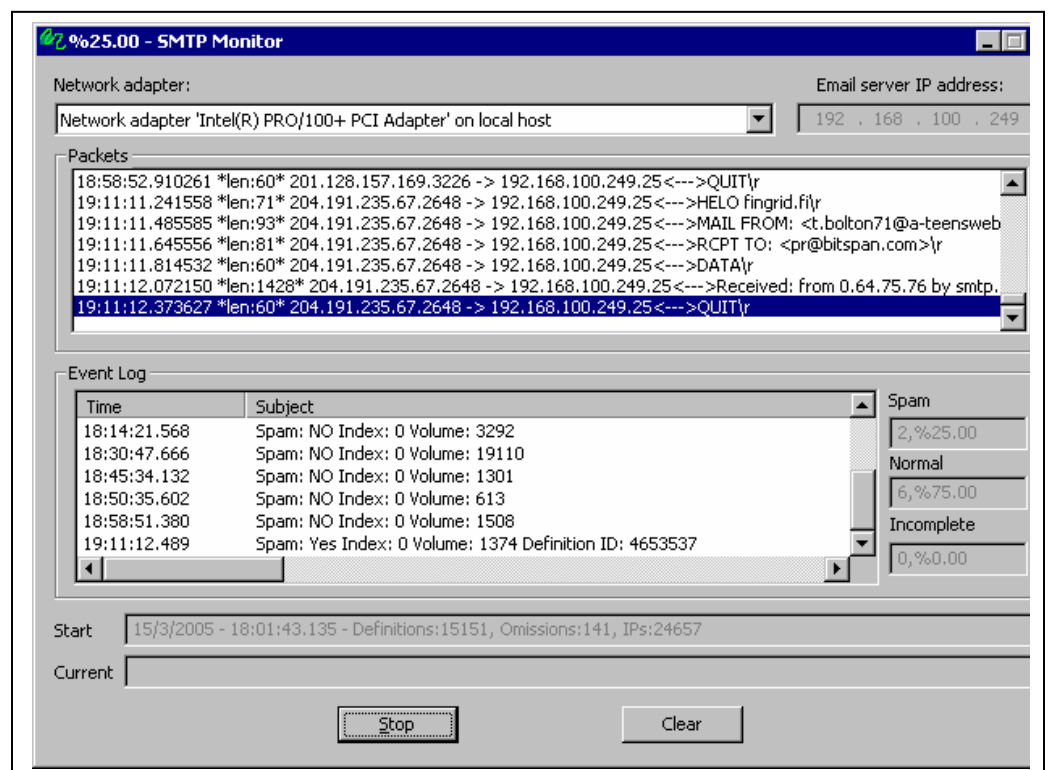 %25.00 - SMTP Monitor
Network adapter:
Email server IP address:
Network adapter 'Intel(R) PRO/100+ PCI Adapter' on local host
192 . 168 . 100 . 249
Packets
18:58:52.910261 *len:60* 201.128.157.169.3226 -> 192.168.100.249.25<--->QUIT\r
19:11:11.241558 *len:71* 204.191.235.67.2648 -> 192.168.100.249.25<--->HELO fingrid.fi\r
19:11:11.485585 *len:93* 204.191.235.67.2648 -> 192.168.100.249.25<--->MAIL FROM: <t.bolton71@a-teensweb
19:11:11.645556 *len:81* 204.191.235.67.2648 -> 192.168.100.249.25<--->RCPT TO: <pr@bitspan.com>\r
19:11:11.814532 *len:60* 204.191.235.67.2648 -> 192.168.100.249.25<--->DATA\r
19:11:12.072150 *len:1428* 204.191.235.67.2648 -> 192.168.100.249.25<--->Received: from 0.64.75.76 by smtp.
19:11:12.373627 *len:60* 204.191.235.67.2648 -> 192.168.100.249.25<--->QUIT\r
Event Log
Time Subject
18:14:21.568 Spam: NO Index: 0 Volume: 3292
18:30:47.666 Spam: NO Index: 0 Volume: 19110
18:45:34.132 Spam: NO Index: 0 Volume: 1301
18:50:35.602 Spam: NO Index: 0 Volume: 613
18:58:51.380 Spam: NO Index: 0 Volume: 1508
19:11:12.489 Spam: Yes Index: 0 Volume: 1374 Definition ID: 4653537
Spam
2,%25.00
Normal
6,%75.00
Incomplete
0,%0.00
Start 15/3/2005 - 18:01:43.135 - Definitions:15151, Omissions:141, IPs:24657
Current
Stop Clear